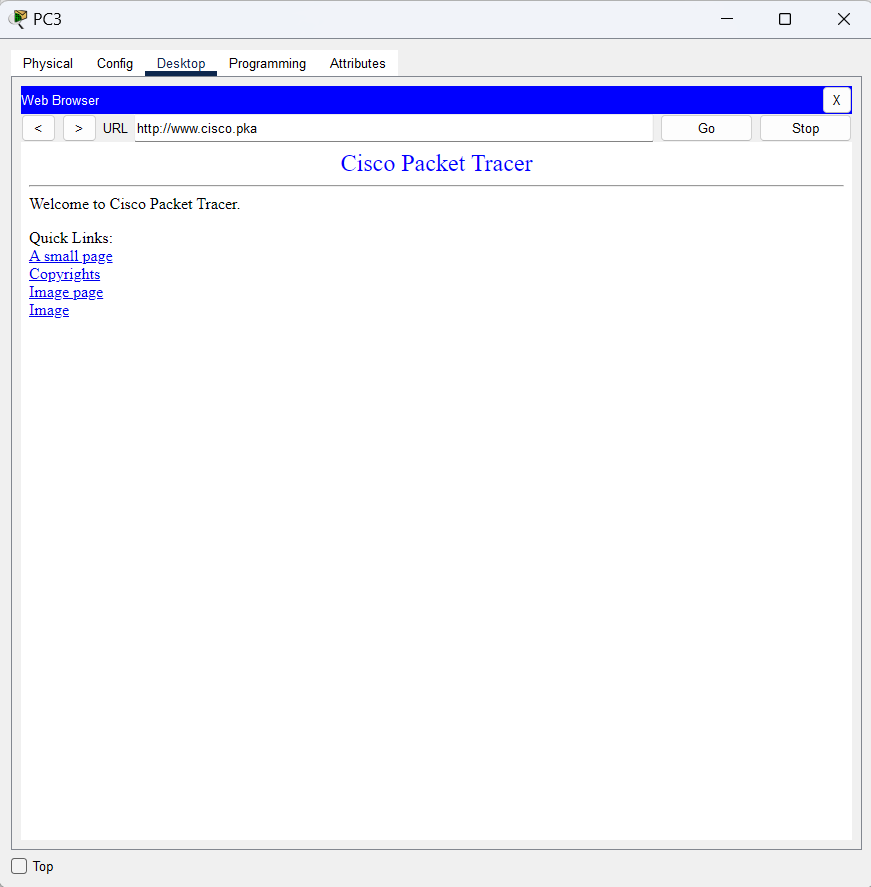 PC3
Physical Config Desktop Programming Attributes
Web Browser X
< > URL http://www.cisco.pka Go Stop
Cisco Packet Tracer
Welcome to Cisco Packet Tracer.
Quick Links:
A small page
Copyrights
Image page
Image
Top